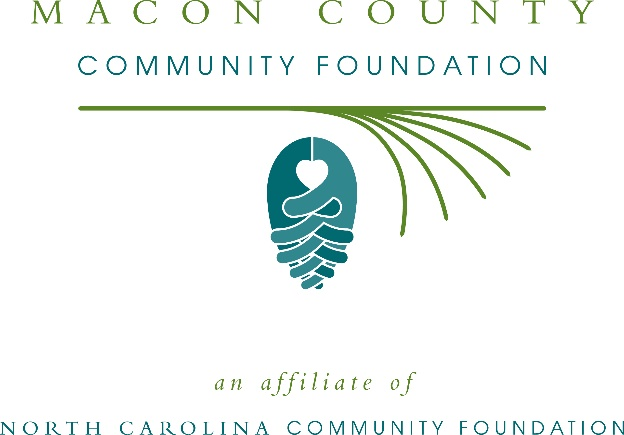 MACON COUNTY
COMMUNITY FOUNDATION
an affiliate of
NORTH CAROLINA COMMUNITY FOUNDATION